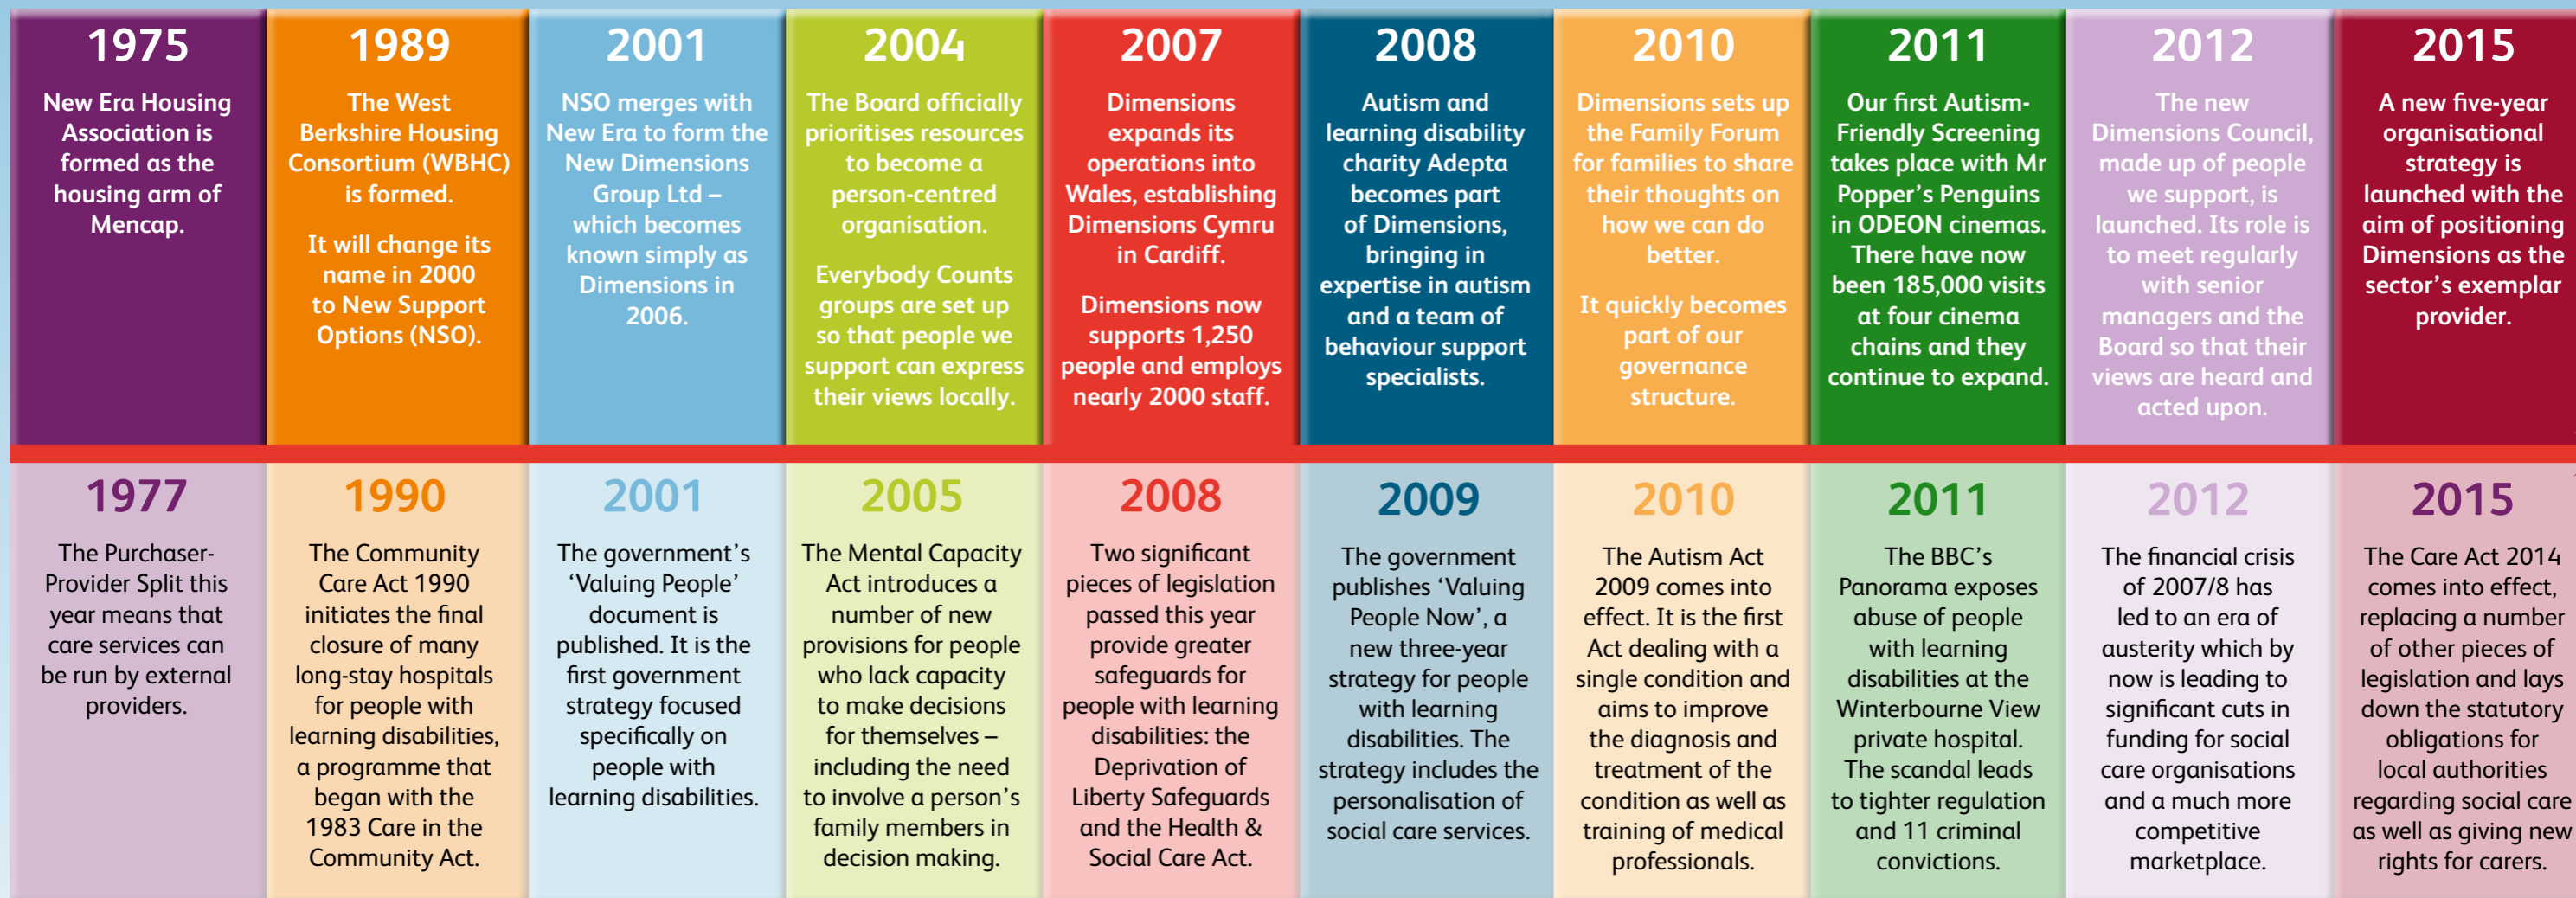 1975
New Era Housing
Association is
formed as the
housing arm of
Mencap.
1989
The West
Berkshire Housing
Consortium (WBHC)
is formed.
It will change its
name in 2000
to New Support
Options (NSO).
2001
NSO merges with
New Era to form the
New Dimensions
Group Ltd –
which becomes
known simply as
Dimensions in
2006.
2004
The Board officially
prioritises resources
to become a
person-centred
organisation.
Everybody Counts
groups are set up
so that people we
support can express
their views locally.
2007
Dimensions
expands its
operations into
Wales, establishing
Dimensions Cymru
in Cardiff.
Dimensions now
supports 1,250
people and employs
nearly 2000 staff.
2008
Autism and
learning disability
charity Adepta
becomes part
of Dimensions,
bringing in
expertise in autism
and a team of
behaviour support
specialists.
2010
Dimensions sets up
the Family Forum
for families to share
their thoughts on
how we can do
better.
It quickly becomes
part of our
governance
structure.
2011
Our first Autism-
Friendly Screening
takes place with Mr
Popper's Penguins
in ODEON cinemas.
There have now
been 185,000 visits
at four cinema
chains and they
continue to expand.
2012
The new
Dimensions Council,
made up of people
we support, is
launched. Its role is
to meet regularly
with senior
managers and the
Board so that their
views are heard and
acted upon.
2015
A new five-year
organisational
strategy is
launched with the
aim of positioning
Dimensions as the
sector's exemplar
provider.
1977
The Purchaser-
Provider Split this
year means that
care services can
be run by external
providers.
1990
The Community
Care Act 1990
initiates the final
closure of many
long-stay hospitals
for people with
learning disabilities,
a programme that
began with the
1983 Care in the
Community Act.
2001
The government's
'Valuing People'
document is
published. It is the
first government
strategy focused
specifically on
people with
learning disabilities.
2005
The Mental Capacity
Act introduces a
number of new
provisions for people
who lack capacity
to make decisions
for themselves –
including the need
to involve a person's
family members in
decision making.
2008
Two significant
pieces of legislation
passed this year
provide greater
safeguards for
people with learning
disabilities: the
Deprivation of
Liberty Safeguards
and the Health &
Social Care Act.
2009
The government
publishes 'Valuing
People Now', a
new three-year
strategy for people
with learning
disabilities. The
strategy includes the
personalisation of
social care services.
2010
The Autism Act
2009 comes into
effect. It is the first
Act dealing with a
single condition and
aims to improve
the diagnosis and
treatment of the
condition as well as
training of medical
professionals.
2011
The BBC's
Panorama exposes
abuse of people
with learning
disabilities at the
Winterbourne View
private hospital.
The scandal leads
to tighter regulation
and 11 criminal
convictions.
2012
The financial crisis
of 2007/8 has
led to an era of
austerity which by
now is leading to
significant cuts in
funding for social
care organisations
and a much more
competitive
marketplace.
2015
The Care Act 2014
comes into effect,
replacing a number
of other pieces of
legislation and lays
down the statutory
obligations for
local authorities
regarding social care
as well as giving new
rights for carers.